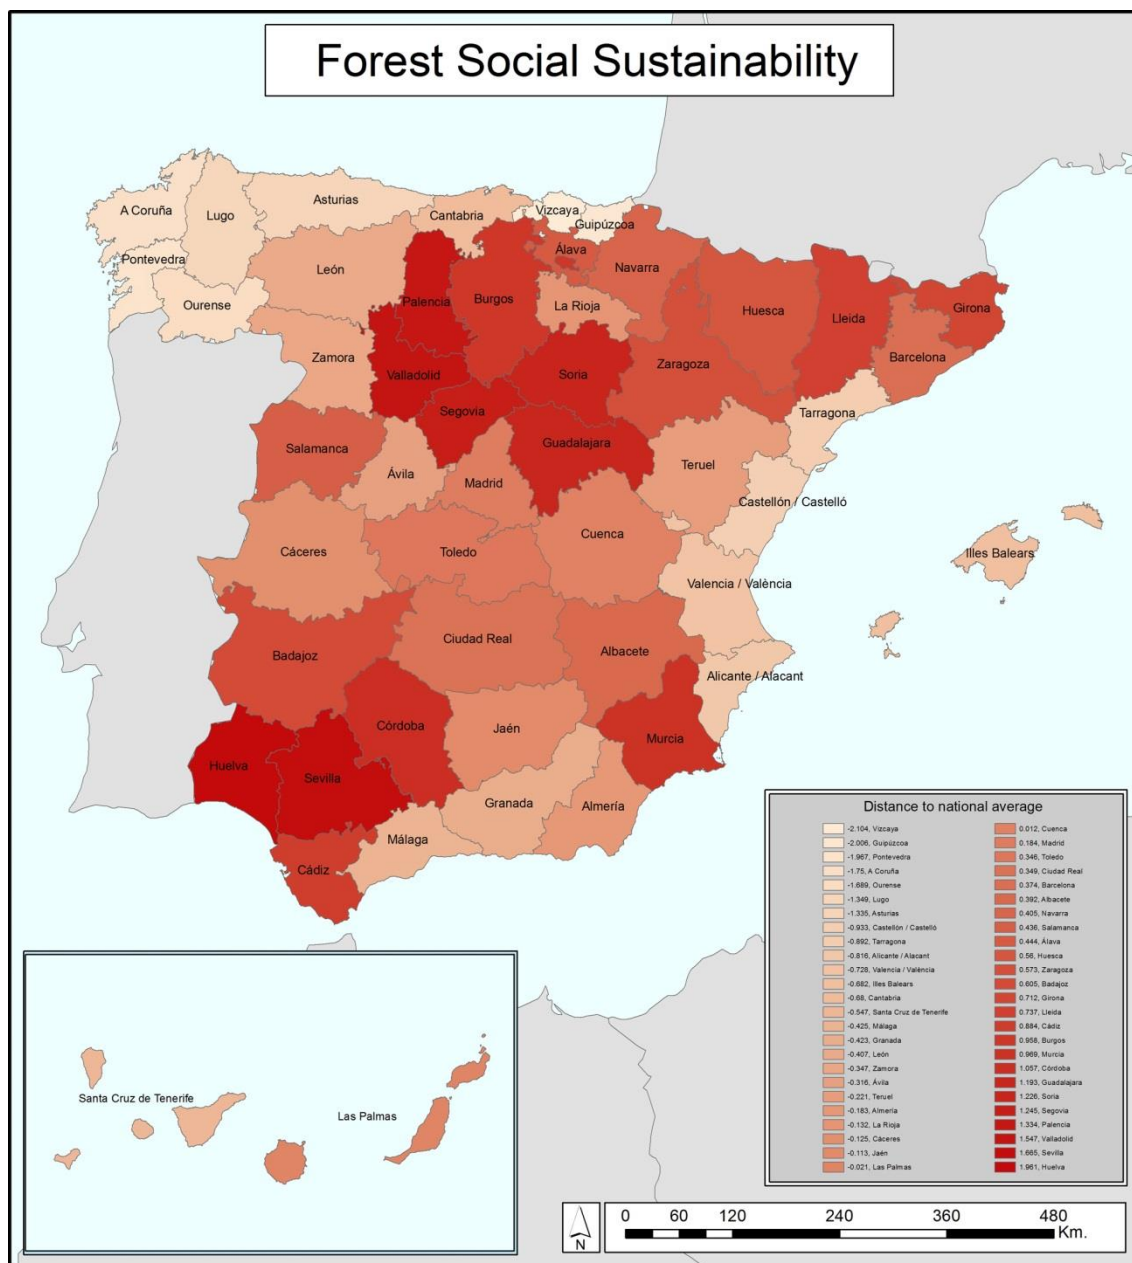 Forest Social Sustainability
A Coruña
Lugo
Asturias
Cantabria
Vizcaya
Guipúzcoa
Pontevedra
Ourense
León
Palencia
Burgos
Álava
Navarra
La Rioja
Huesca
Lleida
Girona
Barcelona
Zamora
Valladolid
Soria
Zaragoza
Segovia
Tarragona
Salamanca
Ávila
Madrid
Guadalajara
Teruel
Castellón / Castelló
Cáceres
Toledo
Cuenca
Illes Balears
Valencia / València
Badajoz
Ciudad Real
Albacete
Alicante / Alacant
Huelva
Sevilla
Córdoba
Jaén
Murcia
Cádiz
Málaga
Granada
Almería
Distance to national average
-2.104, Vizcaya
-2.006, Guipúzcoa
-1.967, Pontevedra
-1.75, A Coruña
-1.689, Ourense
-1.349, Lugo
-1.335, Asturias
-0.933, Castellón / Castelló
-0.892, Tarragona
-0.816, Alicante / Alacant
-0.728, Valencia / València
-0.682, Illes Balears
-0.68, Cantabria
-0.547, Santa Cruz de Tenerife
-0.425, Málaga
-0.423, Granada
-0.407, León
-0.347, Zamora
-0.316, Ávila
-0.221, Teruel
-0.183, Almería
-0.132, La Rioja
-0.125, Cáceres
-0.113, Jaén
-0.021, Las Palmas
0.012, Cuenca
0.184, Madrid
0.346, Toledo
0.349, Ciudad Real
0.374, Barcelona
0.392, Albacete
0.405, Navarra
0.436, Salamanca
0.444, Álava
0.56, Huesca
0.573, Zaragoza
0.605, Badajoz
0.712, Girona
0.737, Lleida
0.884, Cádiz
0.958, Burgos
0.969, Murcia
1.057, Córdoba
1.193, Guadalajara
1.226, Soria
1.245, Segovia
1.334, Palencia
1.547, Valladolid
1.665, Sevilla
1.961, Huelva
Santa Cruz de Tenerife
Las Palmas
N
0 60 120 240 360 480
Km.